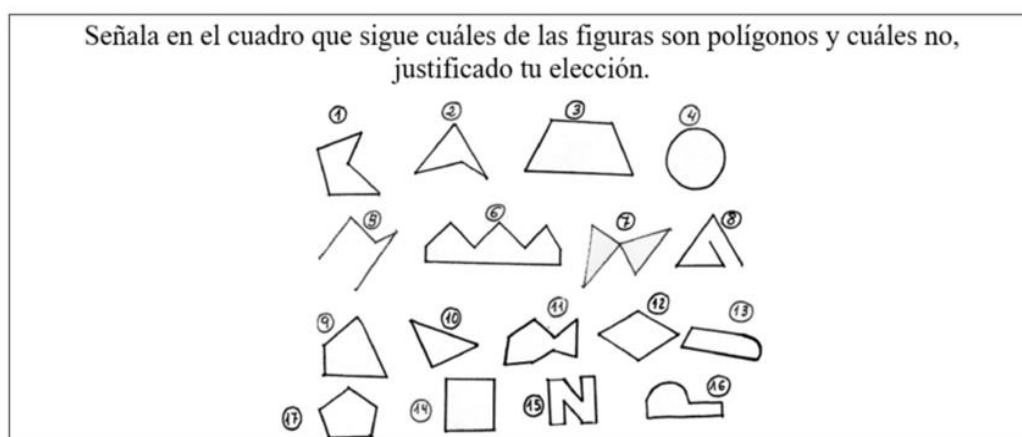 Señala en el cuadro que sigue cuáles de las figuras son polígonos y cuáles no,
justificado tu elección.
1 2 3 4
5 6 7 8
9 10 11 12 13
17 14 15 16